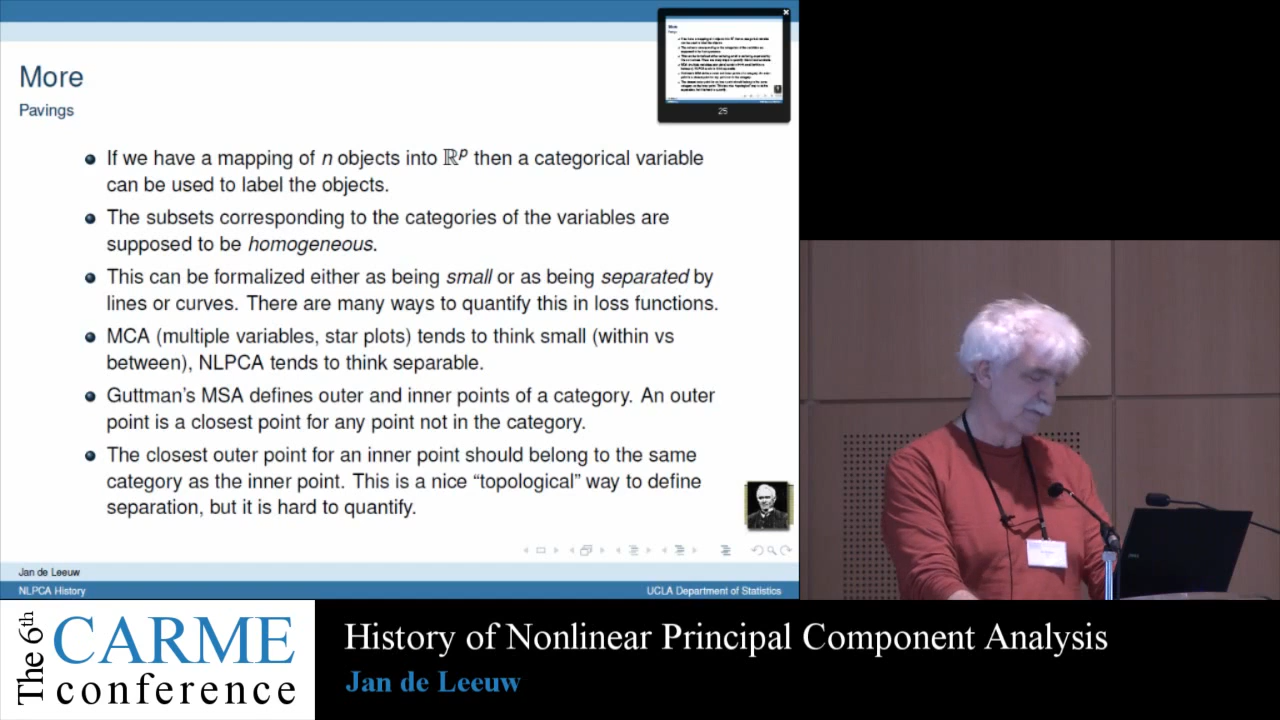 More
Pavings
25
If we have a mapping of n objects into ℝᵖ then a categorical variable
can be used to label the objects.
The subsets corresponding to the categories of the variables are
supposed to be homogeneous.
This can be formalized either as being small or as being separated by
lines or curves. There are many ways to quantify this in loss functions.
MCA (multiple variables, star plots) tends to think small (within vs
between), NLPCA tends to think separable.
Guttman's MSA defines outer and inner points of a category. An outer
point is a closest point for any point not in the category.
The closest outer point for an inner point should belong to the same
category as the inner point. This is a nice “topological” way to define
separation, but it is hard to quantify.
Jan de Leeuw
NLPCA History
UCLA Department of Statistics
The 6th
CARME
conference
History of Nonlinear Principal Component Analysis
Jan de Leeuw